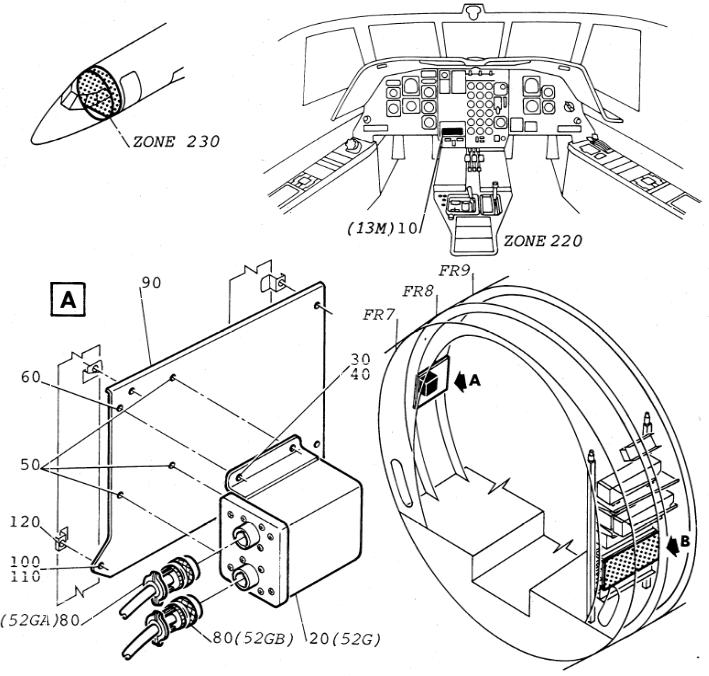 ZONE 230
(13M)10
ZONE 220
A
90
60
50
120
100
110
(52GA)80
80(52GB)
20(52G)
30
40
FR9
FR8
FR7
A
B